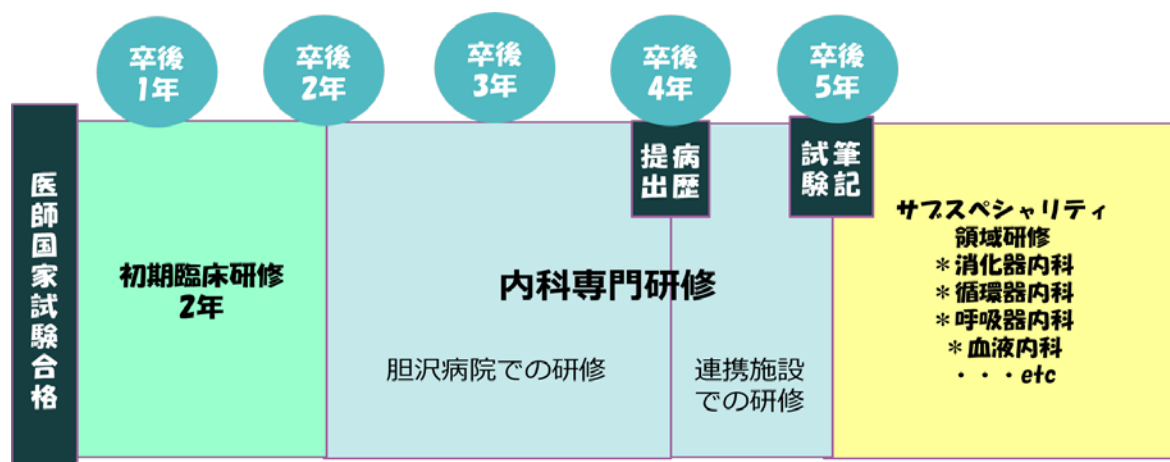 卒後
1年
卒後
2年
卒後
3年
卒後
4年
卒後
5年
医師国家試験合格
病歴
提出
筆記
試験
初期臨床研修
2年
内科専門研修
胆沢病院での研修
連携施設
での研修
サブスペシャリティ
領域研修
＊消化器内科
＊循環器内科
＊呼吸器内科
＊血液内科
・・・etc